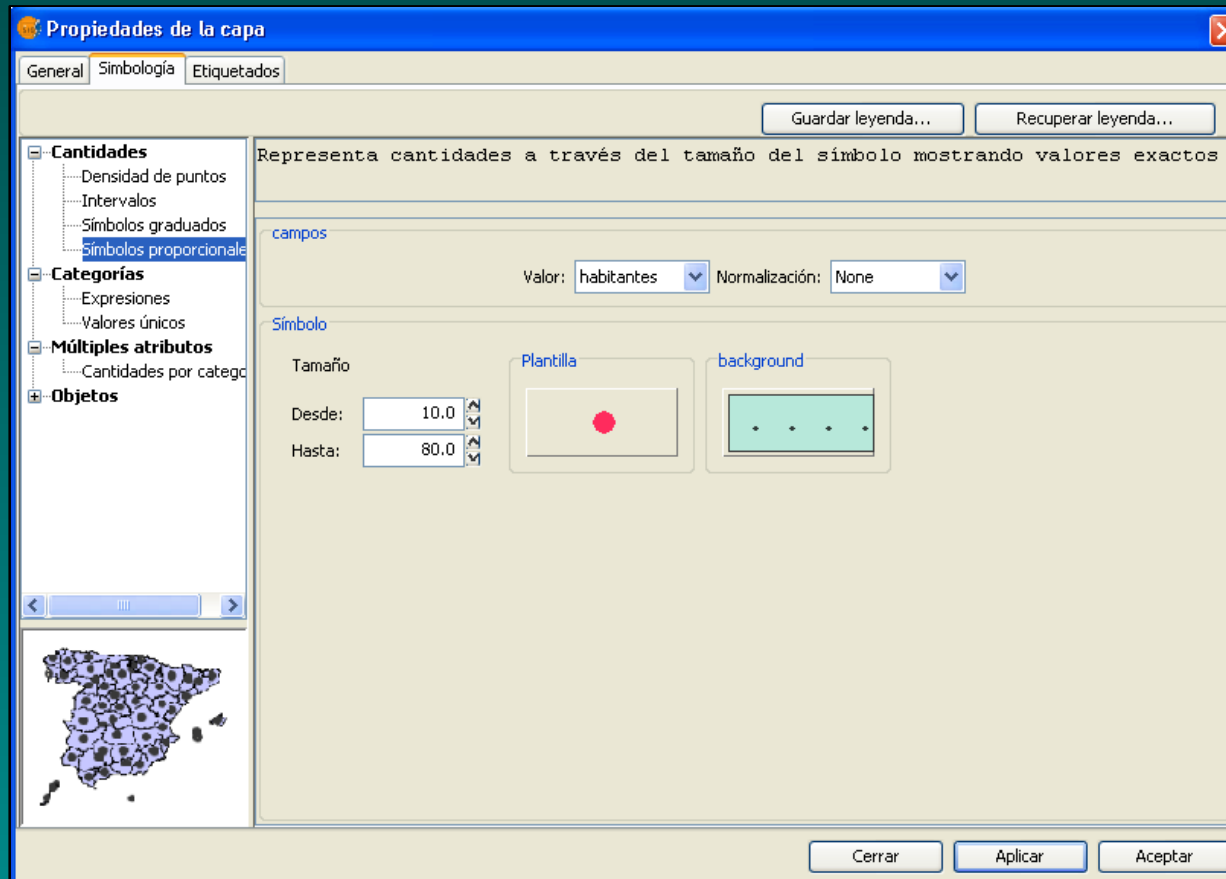 Propiedades de la capa
General Simbología Etiquetados
Guardar leyenda... Recuperar leyenda...
Cantidades
Densidad de puntos
Intervalos
Símbolos graduados
Símbolos proporcionale
Categorías
Expresiones
Valores únicos
Múltiples atributos
Cantidades por catego
Objetos
Representa cantidades a través del tamaño del símbolo mostrando valores exactos
campos
Valor: habitantes Normalización: None
Símbolo
Tamaño
Desde: 10.0
Hasta: 80.0
Plantilla
background
Cerrar Aplicar Aceptar